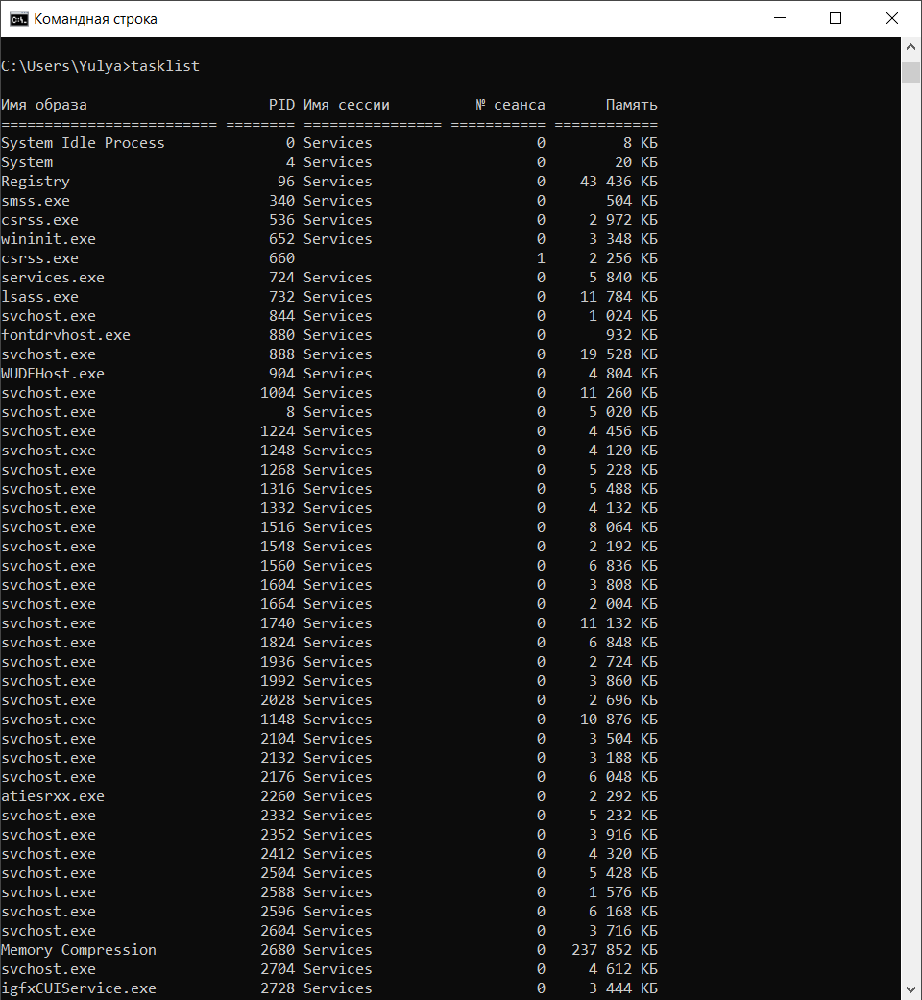 Командная строка
C:\Users\Yulya>tasklist
Имя образа                     PID Имя сессии          № сеанса       Память
========================= ======== ================ =========== ============
System Idle Process              0 Services                   0         8 КБ
System                           4 Services                   0        20 КБ
Registry                        96 Services                   0    43 436 КБ
smss.exe                       340 Services                   0       504 КБ
csrss.exe                      536 Services                   0     2 972 КБ
wininit.exe                    652 Services                   0     3 348 КБ
csrss.exe                      660                            1     2 256 КБ
services.exe                   724 Services                   0     5 840 КБ
lsass.exe                      732 Services                   0    11 784 КБ
svchost.exe                    844 Services                   0     1 024 КБ
fontdrvhost.exe                880 Services                   0       932 КБ
svchost.exe                    888 Services                   0    19 528 КБ
WUDFHost.exe                   904 Services                   0     4 804 КБ
svchost.exe                   1004 Services                   0    11 260 КБ
svchost.exe                      8 Services                   0     5 020 КБ
svchost.exe                   1224 Services                   0     4 456 КБ
svchost.exe                   1248 Services                   0     4 120 КБ
svchost.exe                   1268 Services                   0     5 228 КБ
svchost.exe                   1316 Services                   0     5 488 КБ
svchost.exe                   1332 Services                   0     4 132 КБ
svchost.exe                   1516 Services                   0     8 064 КБ
svchost.exe                   1548 Services                   0     2 192 КБ
svchost.exe                   1560 Services                   0     6 836 КБ
svchost.exe                   1604 Services                   0     3 808 КБ
svchost.exe                   1664 Services                   0     2 004 КБ
svchost.exe                   1740 Services                   0    11 132 КБ
svchost.exe                   1824 Services                   0     6 848 КБ
svchost.exe                   1936 Services                   0     2 724 КБ
svchost.exe                   1992 Services                   0     3 860 КБ
svchost.exe                   2028 Services                   0     2 696 КБ
svchost.exe                   1148 Services                   0    10 876 КБ
svchost.exe                   2104 Services                   0     3 504 КБ
svchost.exe                   2132 Services                   0     3 188 КБ
svchost.exe                   2176 Services                   0     6 048 КБ
atiesrxx.exe                  2260 Services                   0     2 292 КБ
svchost.exe                   2332 Services                   0     5 232 КБ
svchost.exe                   2352 Services                   0     3 916 КБ
svchost.exe                   2412 Services                   0     4 320 КБ
svchost.exe                   2504 Services                   0     5 428 КБ
svchost.exe                   2588 Services                   0     1 576 КБ
svchost.exe                   2596 Services                   0     6 168 КБ
svchost.exe                   2604 Services                   0     3 716 КБ
Memory Compression            2680 Services                   0   237 852 КБ
svchost.exe                   2704 Services                   0     4 612 КБ
igfxCUIService.exe            2728 Services                   0     3 444 КБ